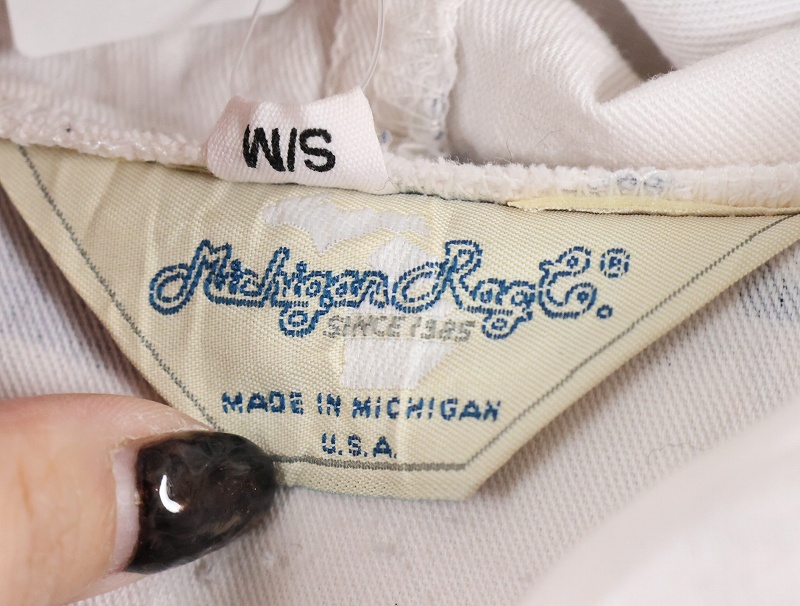 S/M
Michigan Rag Co.
SINCE 1985
MADE IN MICHIGAN
U.S.A.